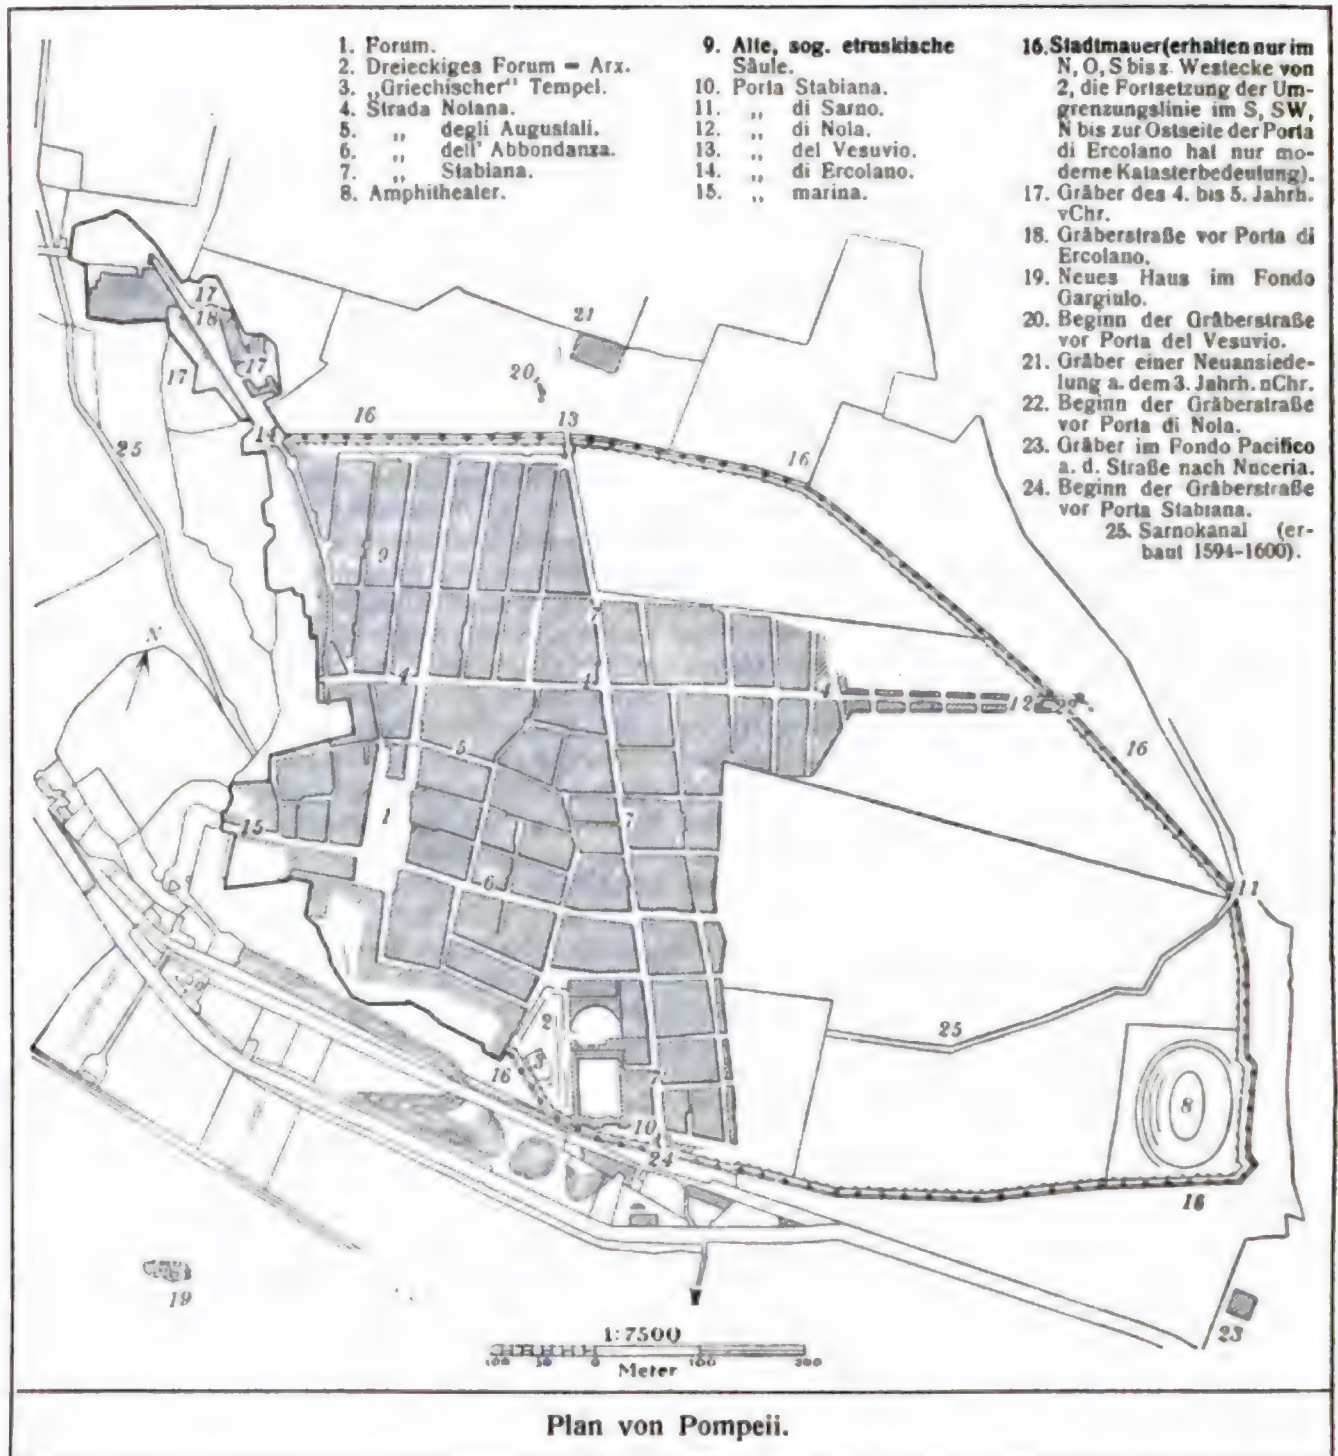 1. Forum.
2. Dreieckiges Forum = Arx.
3. „Griechischer" Tempel.
4. Strada Nolana.
5. „ degli Augustali.
6. „ dell' Abbondanza.
7. „ Stabiana.
8. Amphitheater.
9. Alte, sog. etruskische
Säule.
10. Porta Stabiana.
11. „ di Sarno.
12. „ di Nola.
13. „ del Vesuvio.
14. „ di Ercolano.
15. „ marina.
16. Stadtmauer (erhalten nur im
N, O, S bis z. Westecke von
2, die Fortsetzung der Um-
grenzungslinie im S, SW,
N bis zur Ostseite der Porta
di Ercolano hat nur mo-
derne Katasterbedeutung).
17. Gräber des 4. bis 5. Jahrh.
vChr.
18. Gräberstraße vor Porta di
Ercolano.
19. Neues Haus im Fondo
Gargiulo.
20. Beginn der Gräberstraße
vor Porta del Vesuvio.
21. Gräber einer Neuansiede-
lung a. dem 3. Jahrh. nChr.
22. Beginn der Gräberstraße
vor Porta di Nola.
23. Gräber im Fondo Pacifico
a. d. Straße nach Nuceria.
24. Beginn der Gräberstraße
vor Porta Stabiana.
25. Sarnokanal (er-
baut 1594-1600).
17
18
17
17
21
20
16
13
14
16
25
9
7
N
4
4
4
12
22
16
5
1
7
15
6
11
2
25
3
16
7
8
10
24
16
19
23
1:7500
100 50 0 100 200
Meter
Plan von Pompeii.